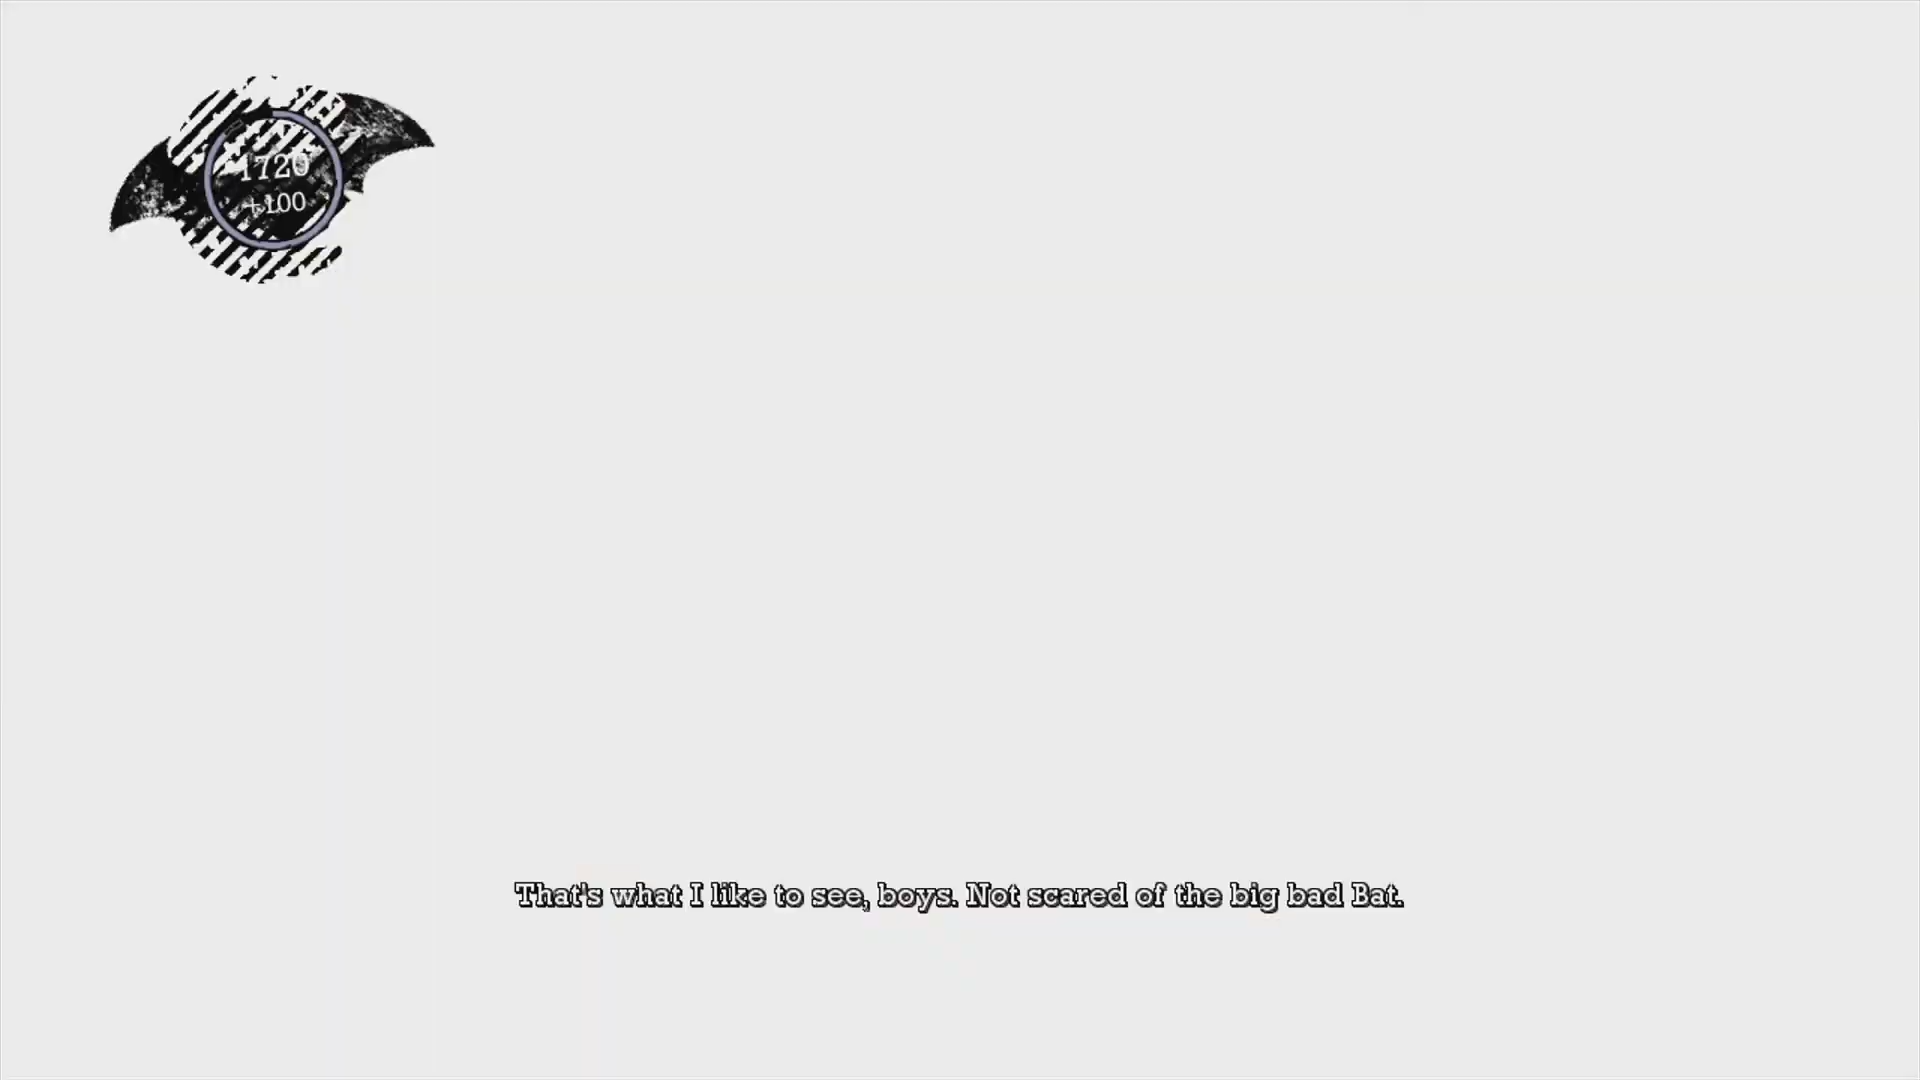 1720
+100
That's what I like to see, boys. Not scared of the big bad Bat.